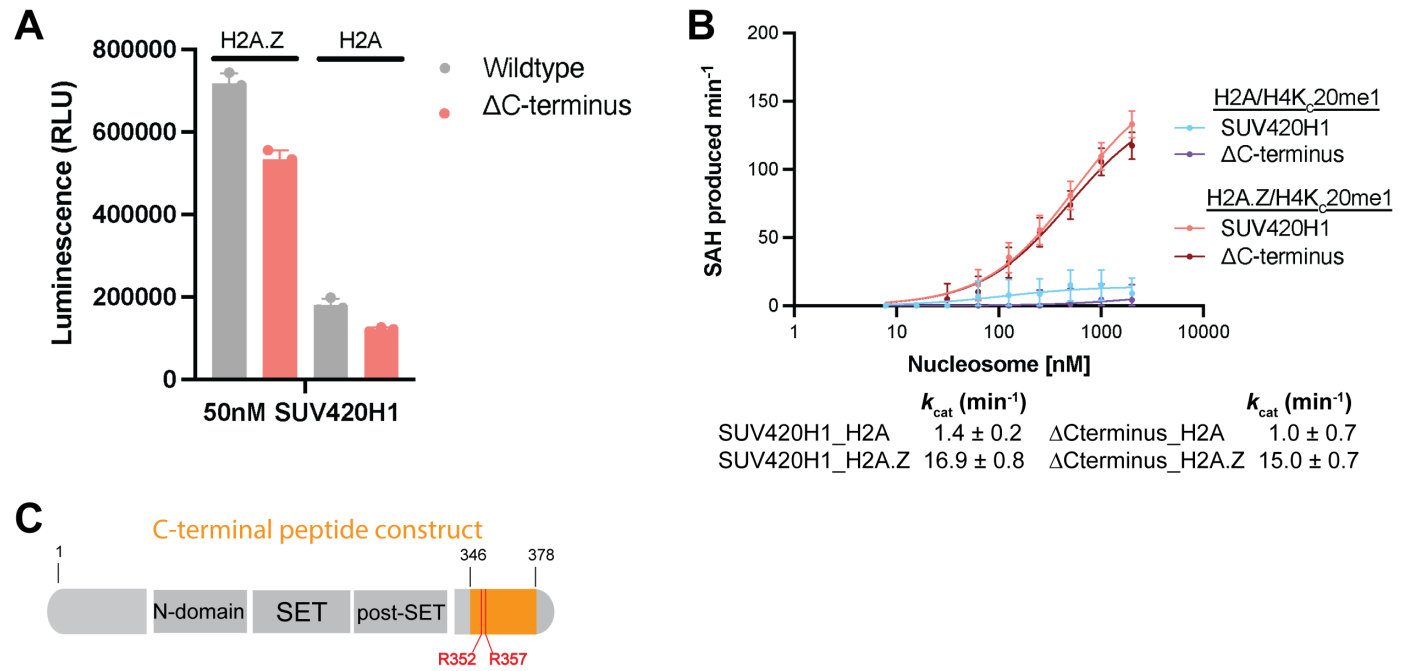 A
H2A.Z H2A
800000
600000
400000
200000
0
Luminescence (RLU)
50nM SUV420H1
Wildtype
ΔC-terminus
B
200
150
100
50
0
SAH produced min-1
1 10 100 1000 10000
Nucleosome [nM]
H2A/H4Kc20me1
SUV420H1
ΔC-terminus
H2A.Z/H4Kc20me1
SUV420H1
ΔC-terminus
kcat (min-1) kcat (min-1)
SUV420H1_H2A 1.4 ± 0.2 ΔCterminus_H2A 1.0 ± 0.7
SUV420H1_H2A.Z 16.9 ± 0.8 ΔCterminus_H2A.Z 15.0 ± 0.7
C
C-terminal peptide construct
1 346 378
N-domain SET post-SET
R352 R357